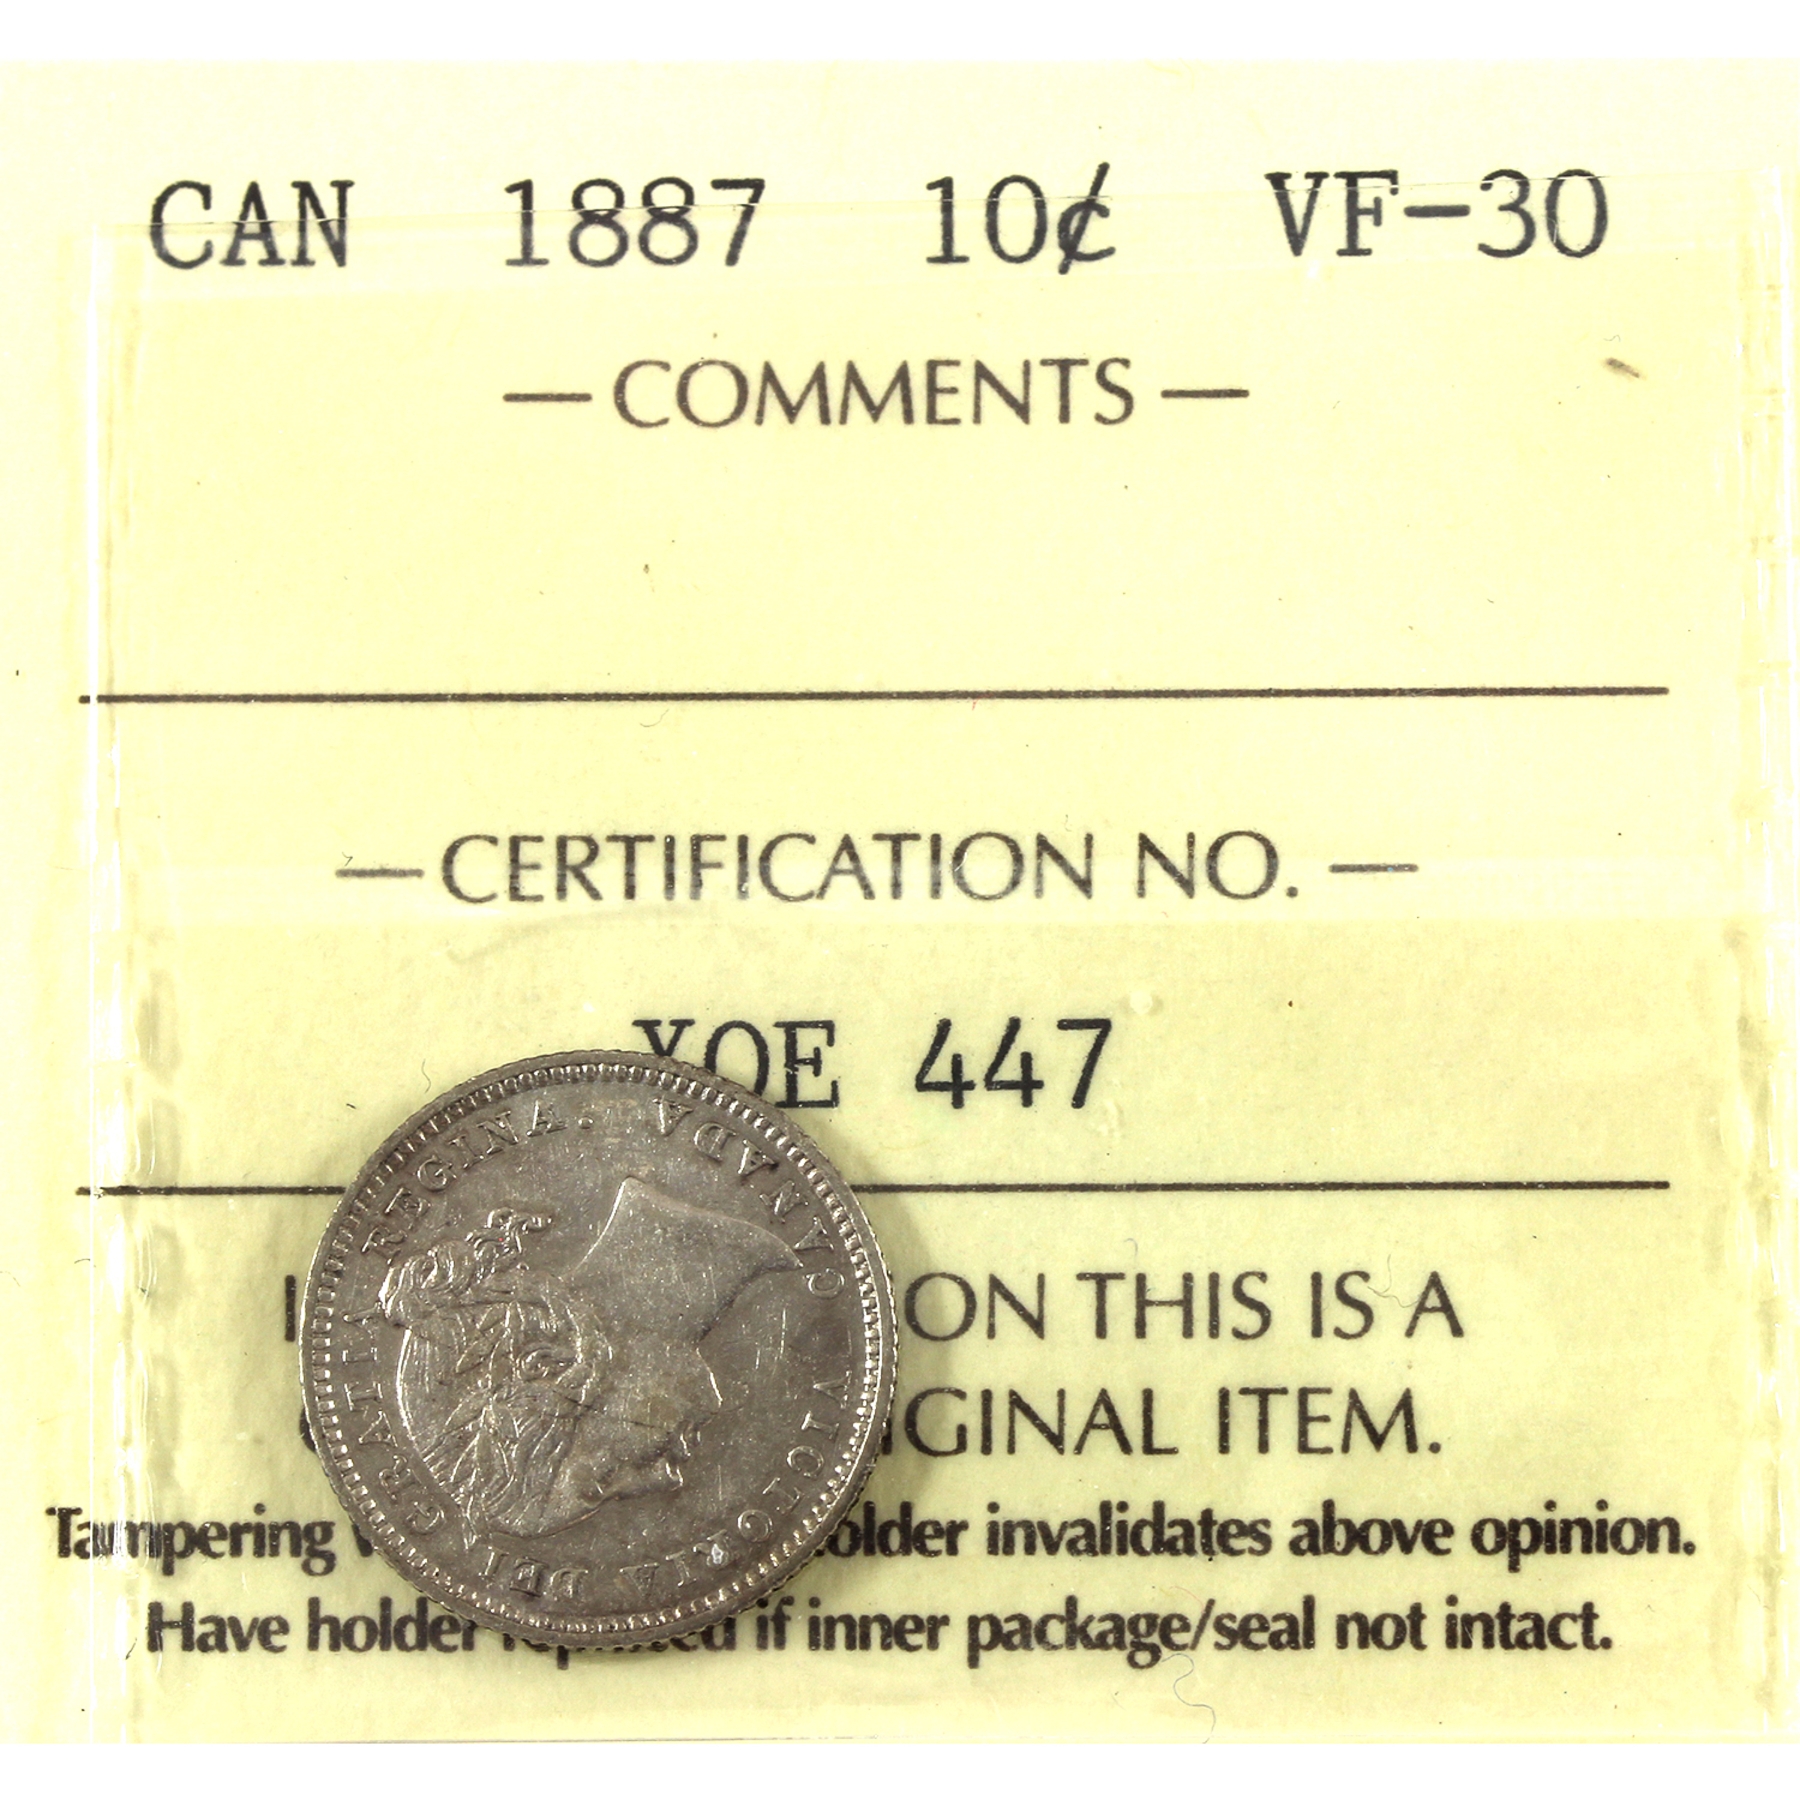 CAN 1887 10¢ VF-30
— COMMENTS —
— CERTIFICATION NO. —
XOE 447
ON THIS IS A
GINAL ITEM.
Tampering older invalidates above opinion.
Have holder if inner package/seal not intact.
VICTORIA DEI GRATIA REGINA. CANADA